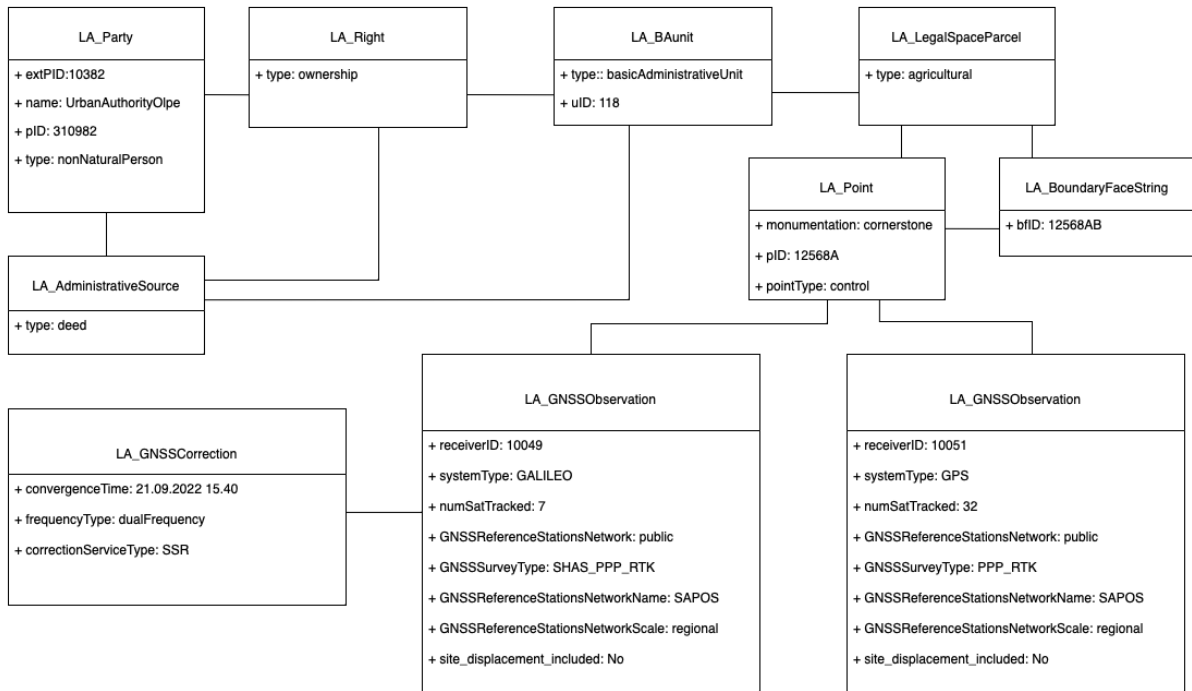 LA_Party
+ extPID:10382
+ name: UrbanAuthorityOlpe
+ pID: 310982
+ type: nonNaturalPerson
LA_Right
+ type: ownership
LA_BAunit
+ type:: basicAdministrativeUnit
+ uID: 118
LA_LegalSpaceParcel
+ type: agricultural
LA_Point
+ monumentation: cornerstone
+ pID: 12568A
+ pointType: control
LA_BoundaryFaceString
+ bfID: 12568AB
LA_AdministrativeSource
+ type: deed
LA_GNSSCorrection
+ convergenceTime: 21.09.2022 15.40
+ frequencyType: dualFrequency
+ correctionServiceType: SSR
LA_GNSSObservation
+ receiverID: 10049
+ systemType: GALILEO
+ numSatTracked: 7
+ GNSSReferenceStationsNetwork: public
+ GNSSSurveyType: SHAS_PPP_RTK
+ GNSSReferenceStationsNetworkName: SAPOS
+ GNSSReferenceStationsNetworkScale: regional
+ site_displacement_included: No
LA_GNSSObservation
+ receiverID: 10051
+ systemType: GPS
+ numSatTracked: 32
+ GNSSReferenceStationsNetwork: public
+ GNSSSurveyType: PPP_RTK
+ GNSSReferenceStationsNetworkName: SAPOS
+ GNSSReferenceStationsNetworkScale: regional
+ site_displacement_included: No